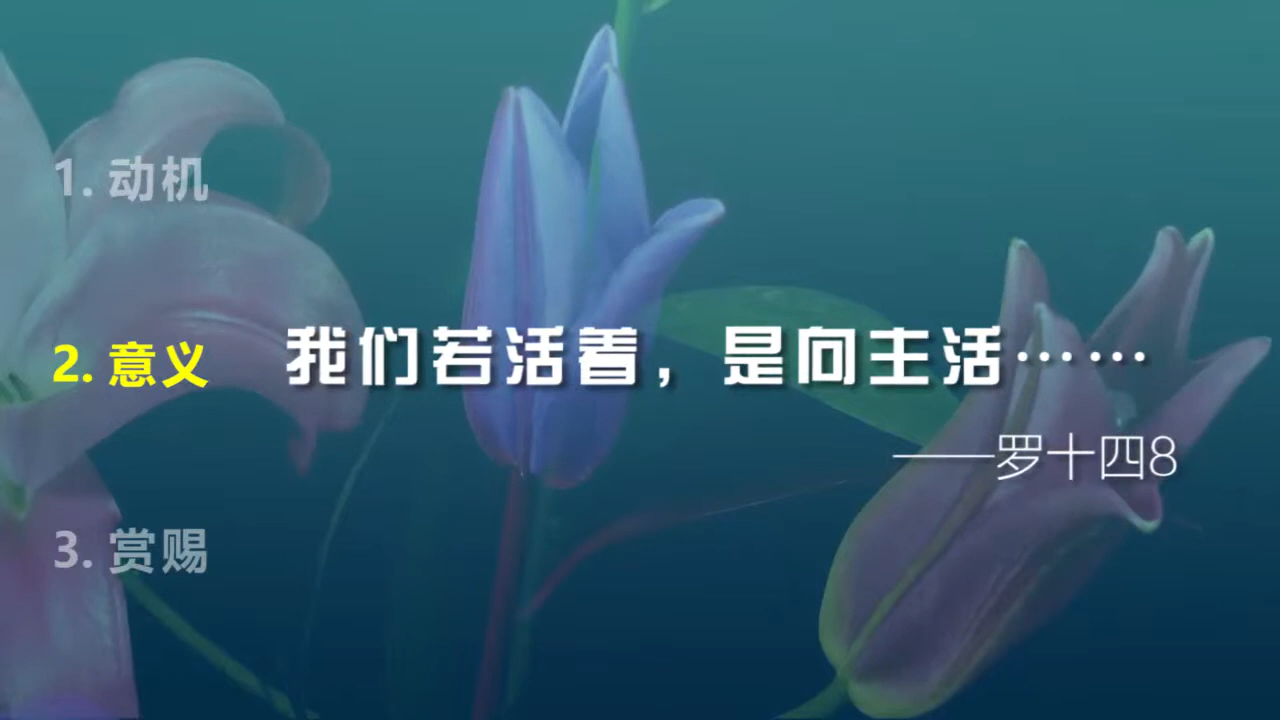 1. 动机
2. 意义
我们若活着，是向主活……
——罗十四8
3. 赏赐